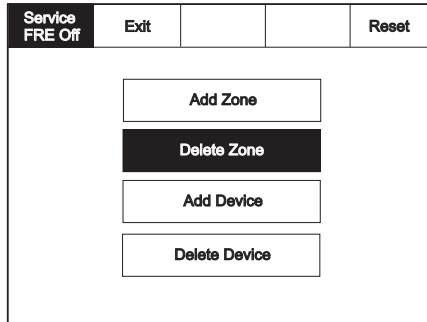 Service
FRE Off
Exit
Reset
Add Zone
Delete Zone
Add Device
Delete Device